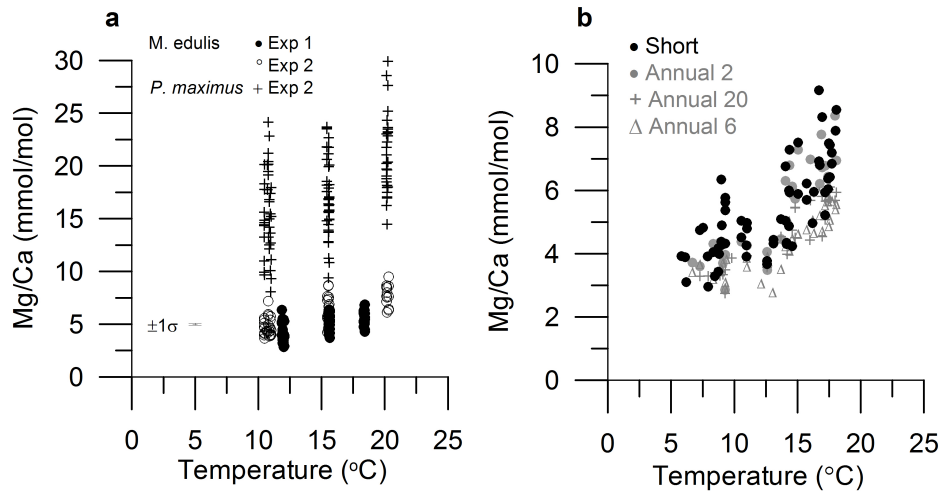 a
M. edulis
● Exp 1
○ Exp 2
P. maximus + Exp 2
Mg/Ca (mmol/mol)
30
25
20
15
10
5
0
±1σ
0 5 10 15 20 25
Temperature (°C)
b
● Short
● Annual 2
+ Annual 20
△ Annual 6
Mg/Ca (mmol/mol)
10
8
6
4
2
0
0 5 10 15 20 25
Temperature (°C)